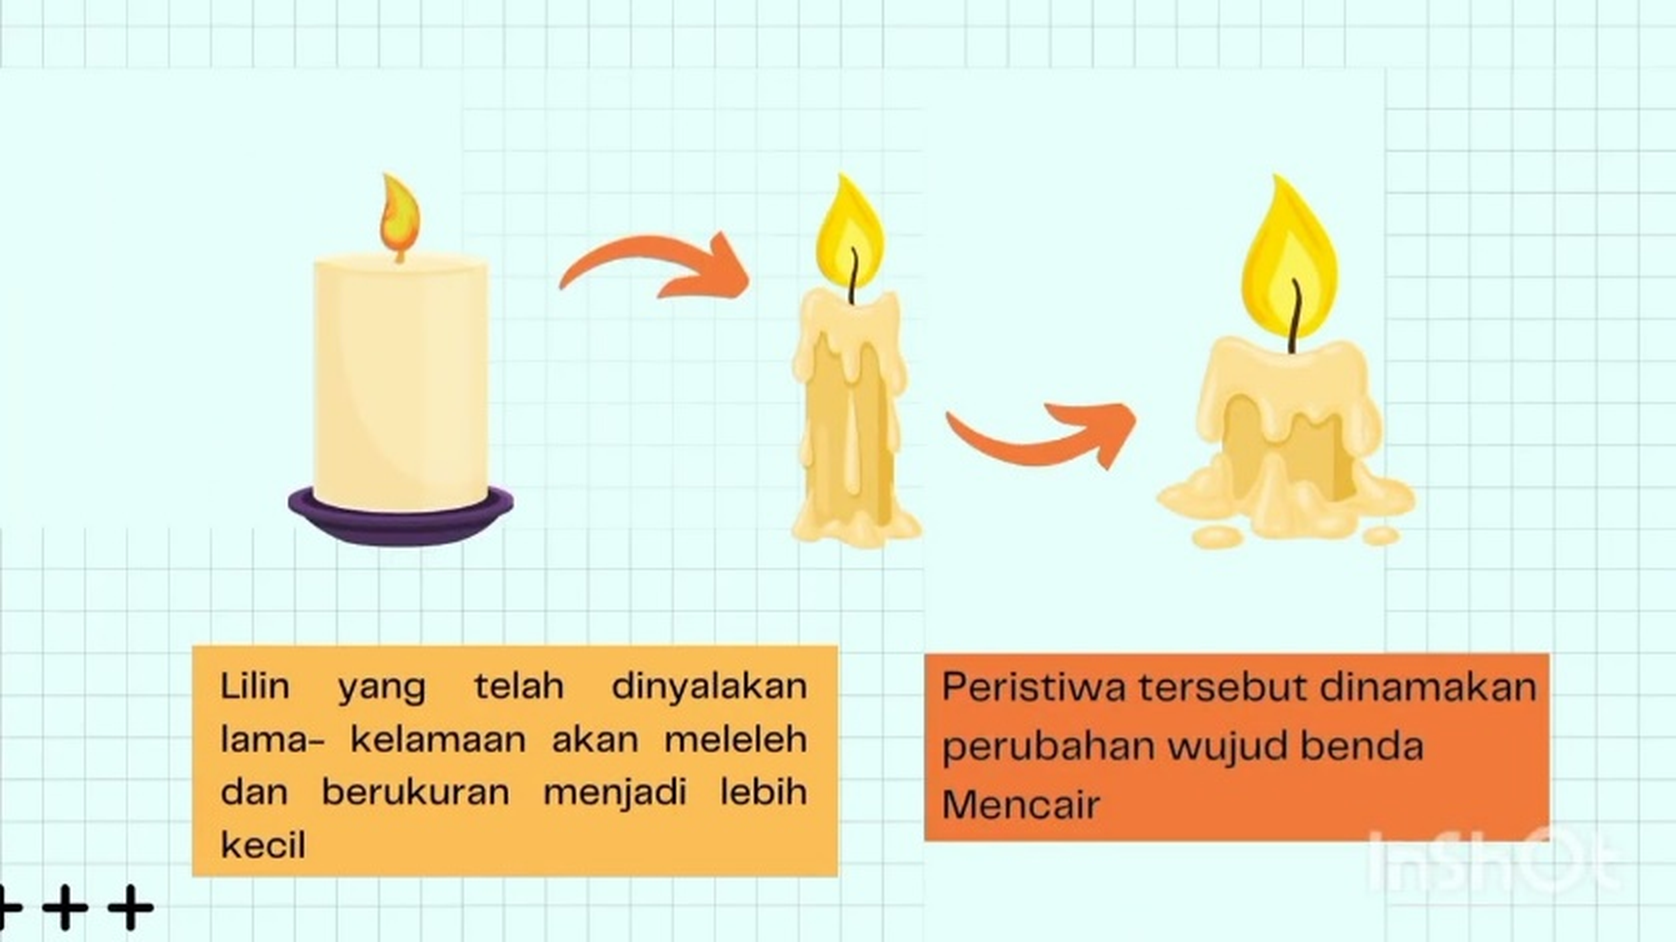 Lilin yang telah dinyalakan
lama- kelamaan akan meleleh
dan berukuran menjadi lebih
kecil
Peristiwa tersebut dinamakan
perubahan wujud benda
Mencair
InShOt